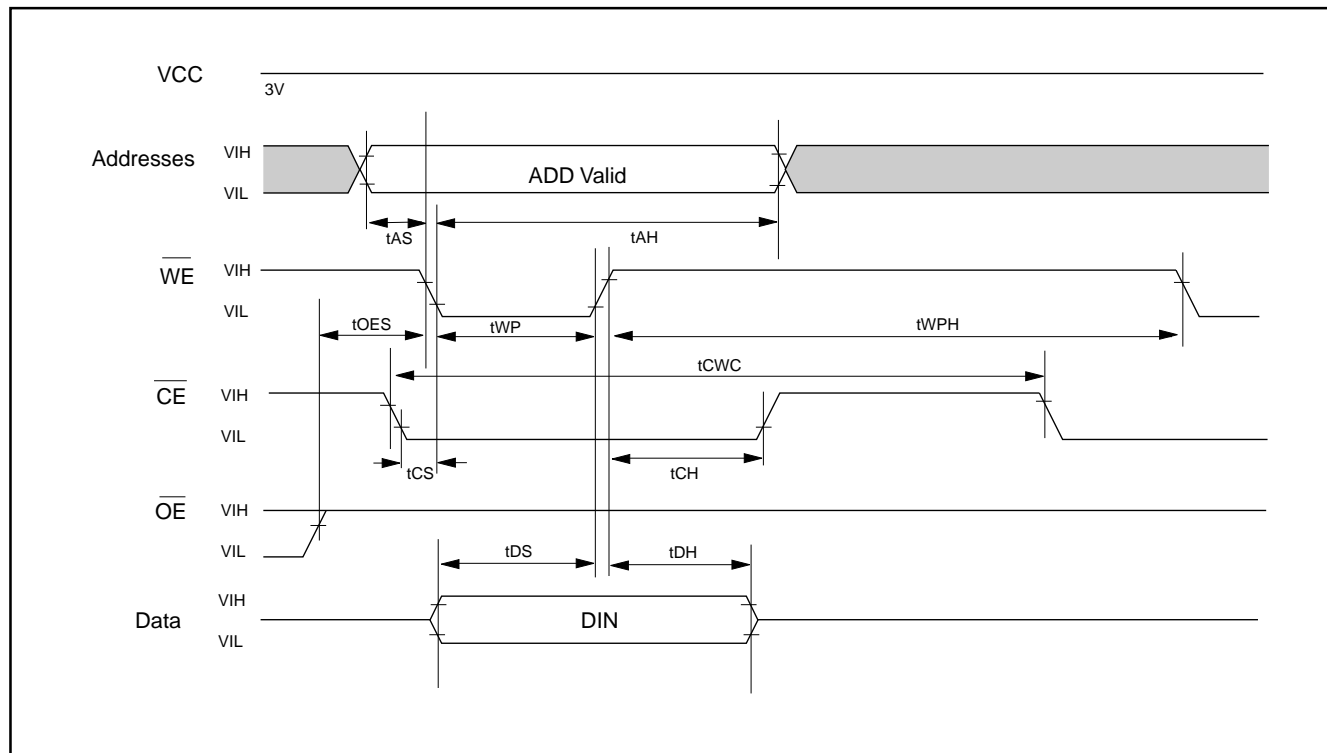 VCC
3V
Addresses
VIH
VIL
ADD Valid
tAS
tAH
WE
VIH
VIL
tOES
tWP
tWPH
tCWC
CE
VIH
VIL
tCS
tCH
OE
VIH
VIL
tDS
tDH
Data
VIH
VIL
DIN